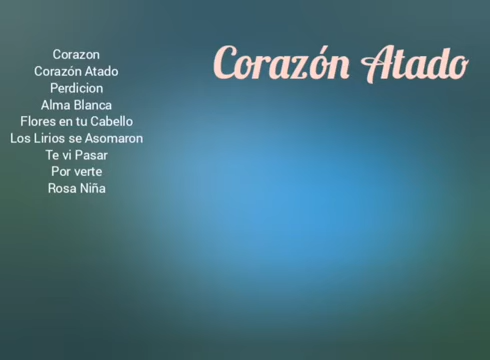 Corazón Atado
Corazon
Corazón Atado
Perdicion
Alma Blanca
Flores en tu Cabello
Los Lirios se Asomaron
Te vi Pasar
Por verte
Rosa Niña